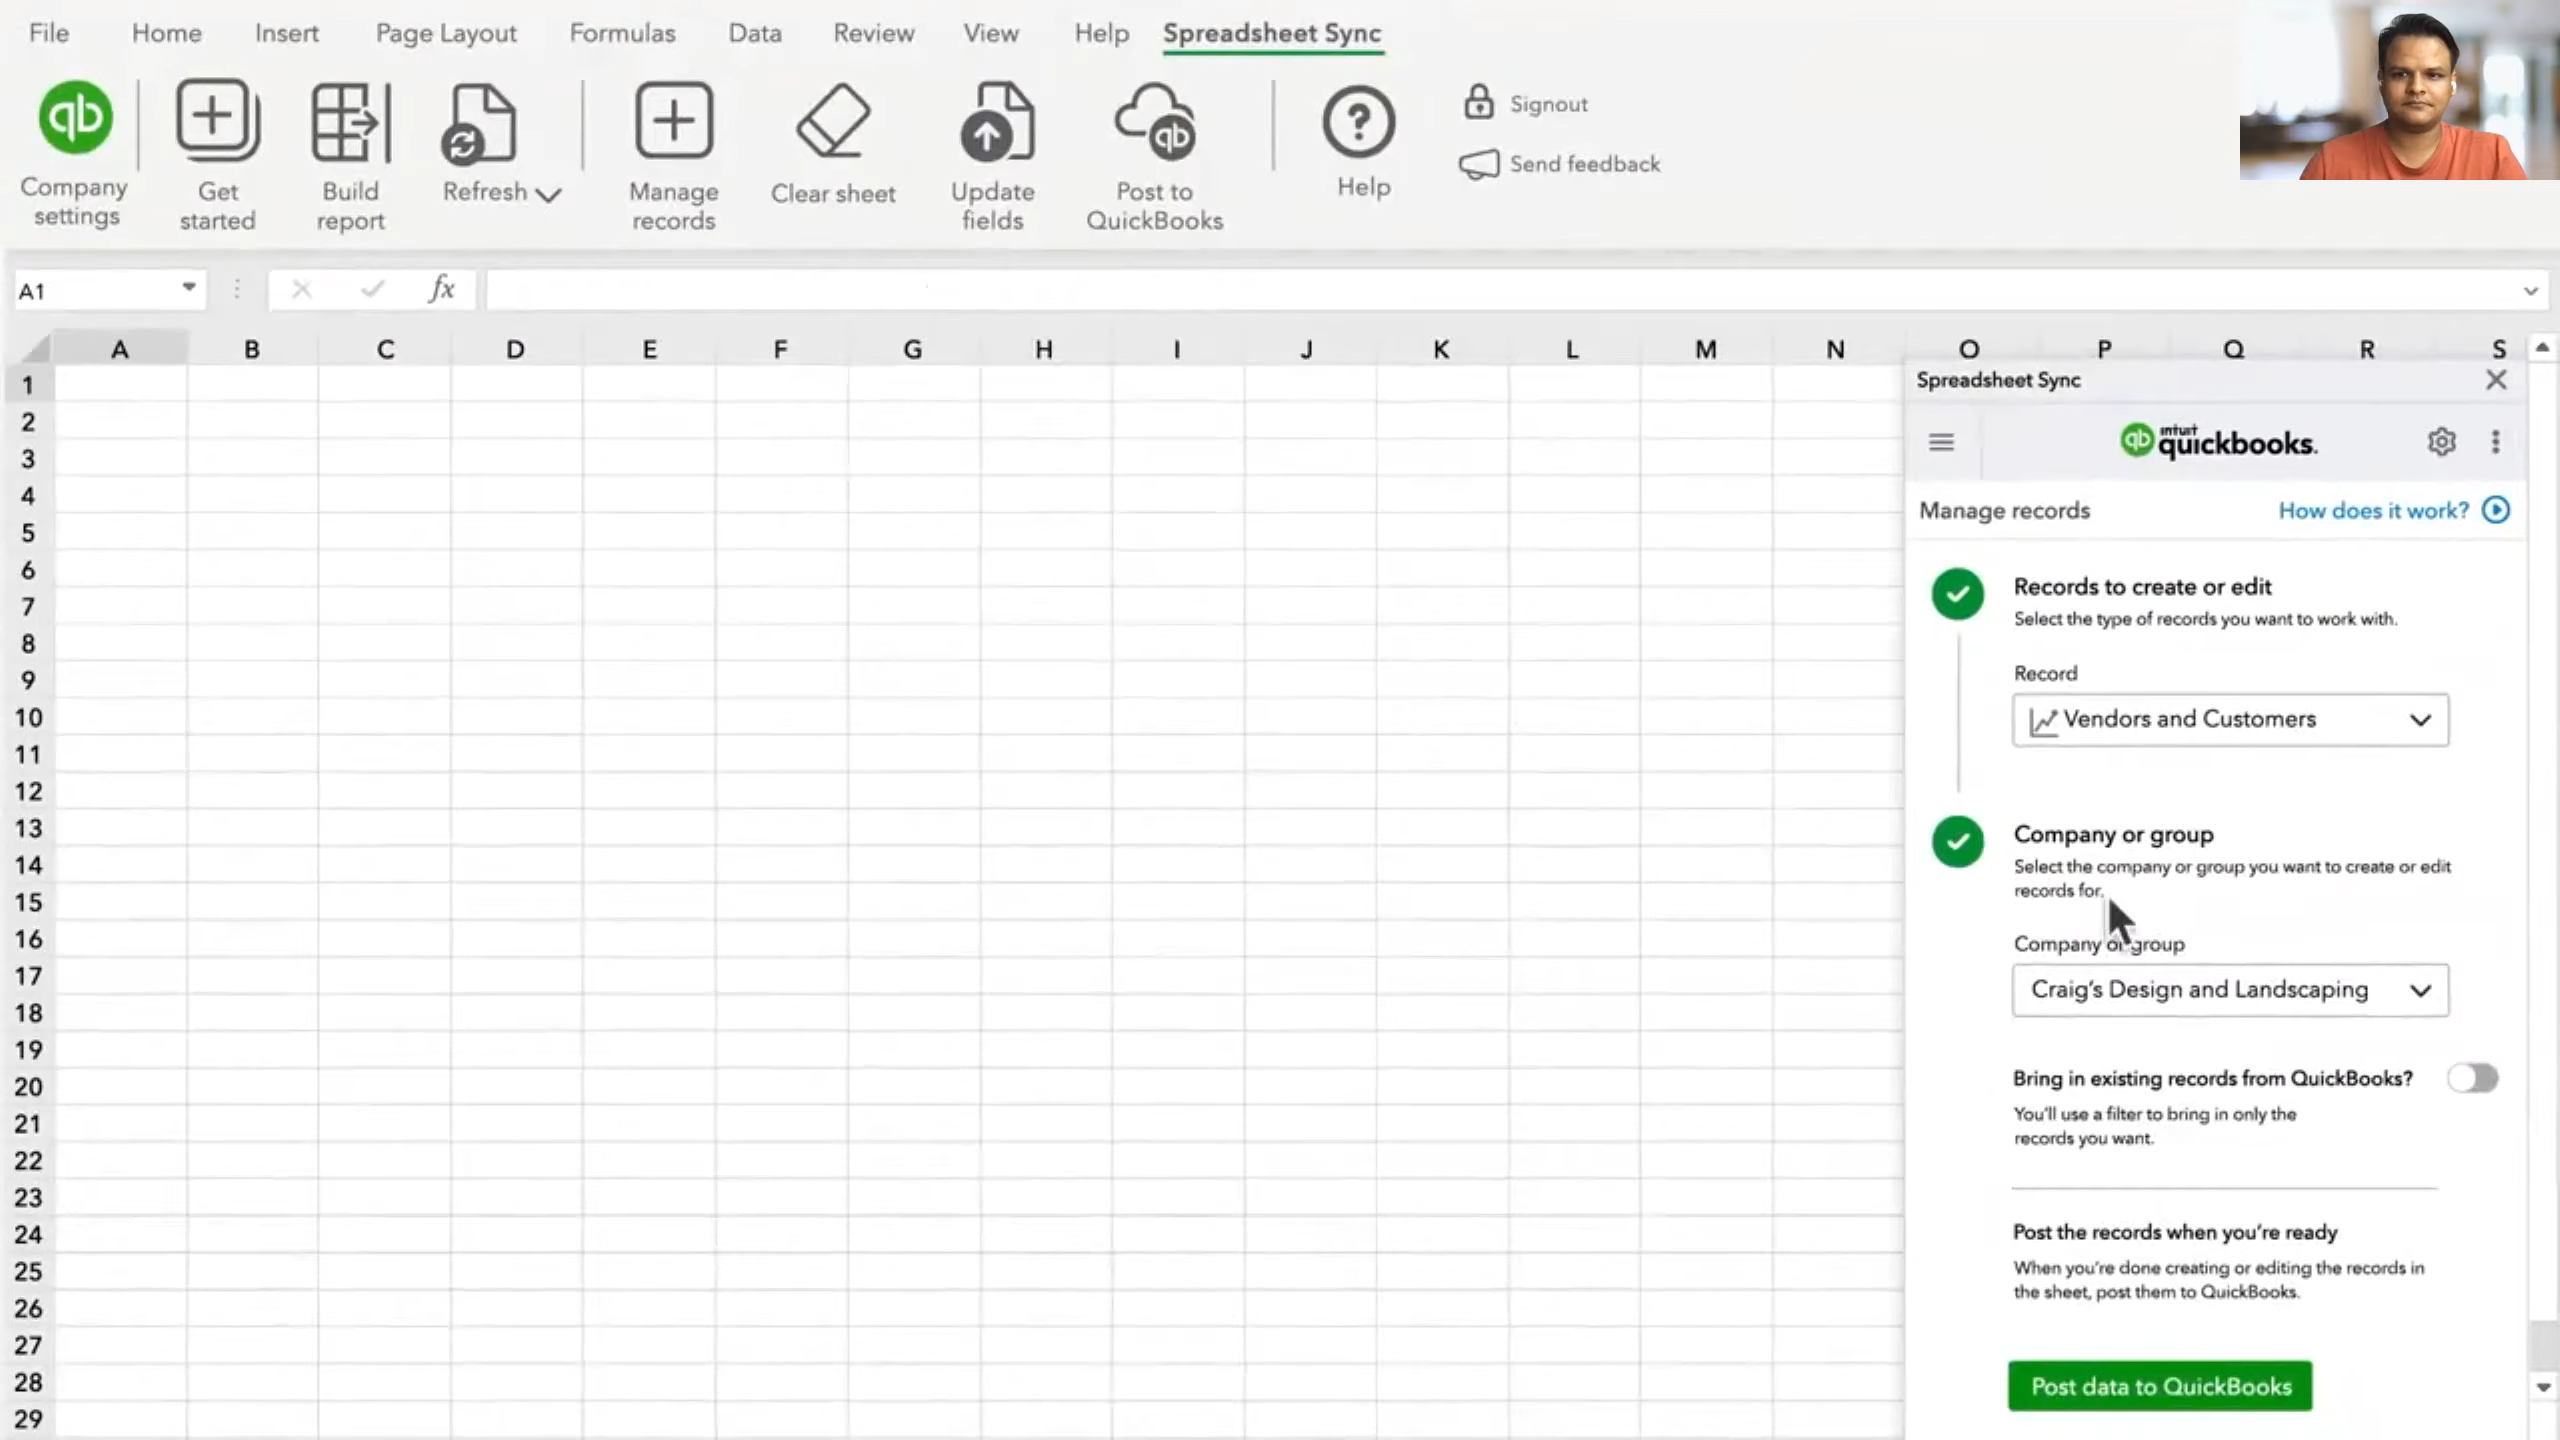 File Home Insert Page Layout Formulas Data Review View Help Spreadsheet Sync
qb
Company settings
Get started
Build report
Refresh
Manage records
Clear sheet
Update fields
qb
Post to QuickBooks
?
Help
Signout
Send feedback
A1
fx
A B C D E F G H I J K L M N O P Q R S
1
2
3
4
5
6
7
8
9
10
11
12
13
14
15
16
17
18
19
20
21
22
23
24
25
26
27
28
29
Spreadsheet Sync
qb intuit quickbooks.
Manage records How does it work?
Records to create or edit
Select the type of records you want to work with.
Record
Vendors and Customers
Company or group
Select the company or group you want to create or edit
records for.
Company or group
Craig's Design and Landscaping
Bring in existing records from QuickBooks?
You'll use a filter to bring in only the
records you want.
Post the records when you're ready
When you're done creating or editing the records in
the sheet, post them to QuickBooks.
Post data to QuickBooks